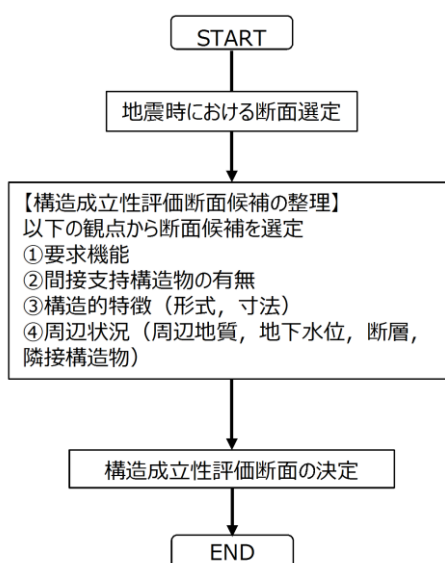 START
地震時における断面選定
【構造成立性評価断面候補の整理】
以下の観点から断面候補を選定
①要求機能
②間接支持構造物の有無
③構造的特徴（形式，寸法）
④周辺状況（周辺地質，地下水位，断層，
隣接構造物）
構造成立性評価断面の決定
END